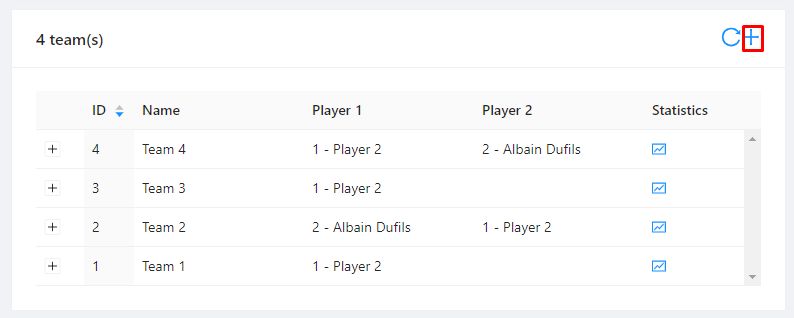 4 team(s)
ID Name Player 1 Player 2 Statistics
4 Team 4 1 - Player 2 2 - Albain Dufils
3 Team 3 1 - Player 2
2 Team 2 2 - Albain Dufils 1 - Player 2
1 Team 1 1 - Player 2